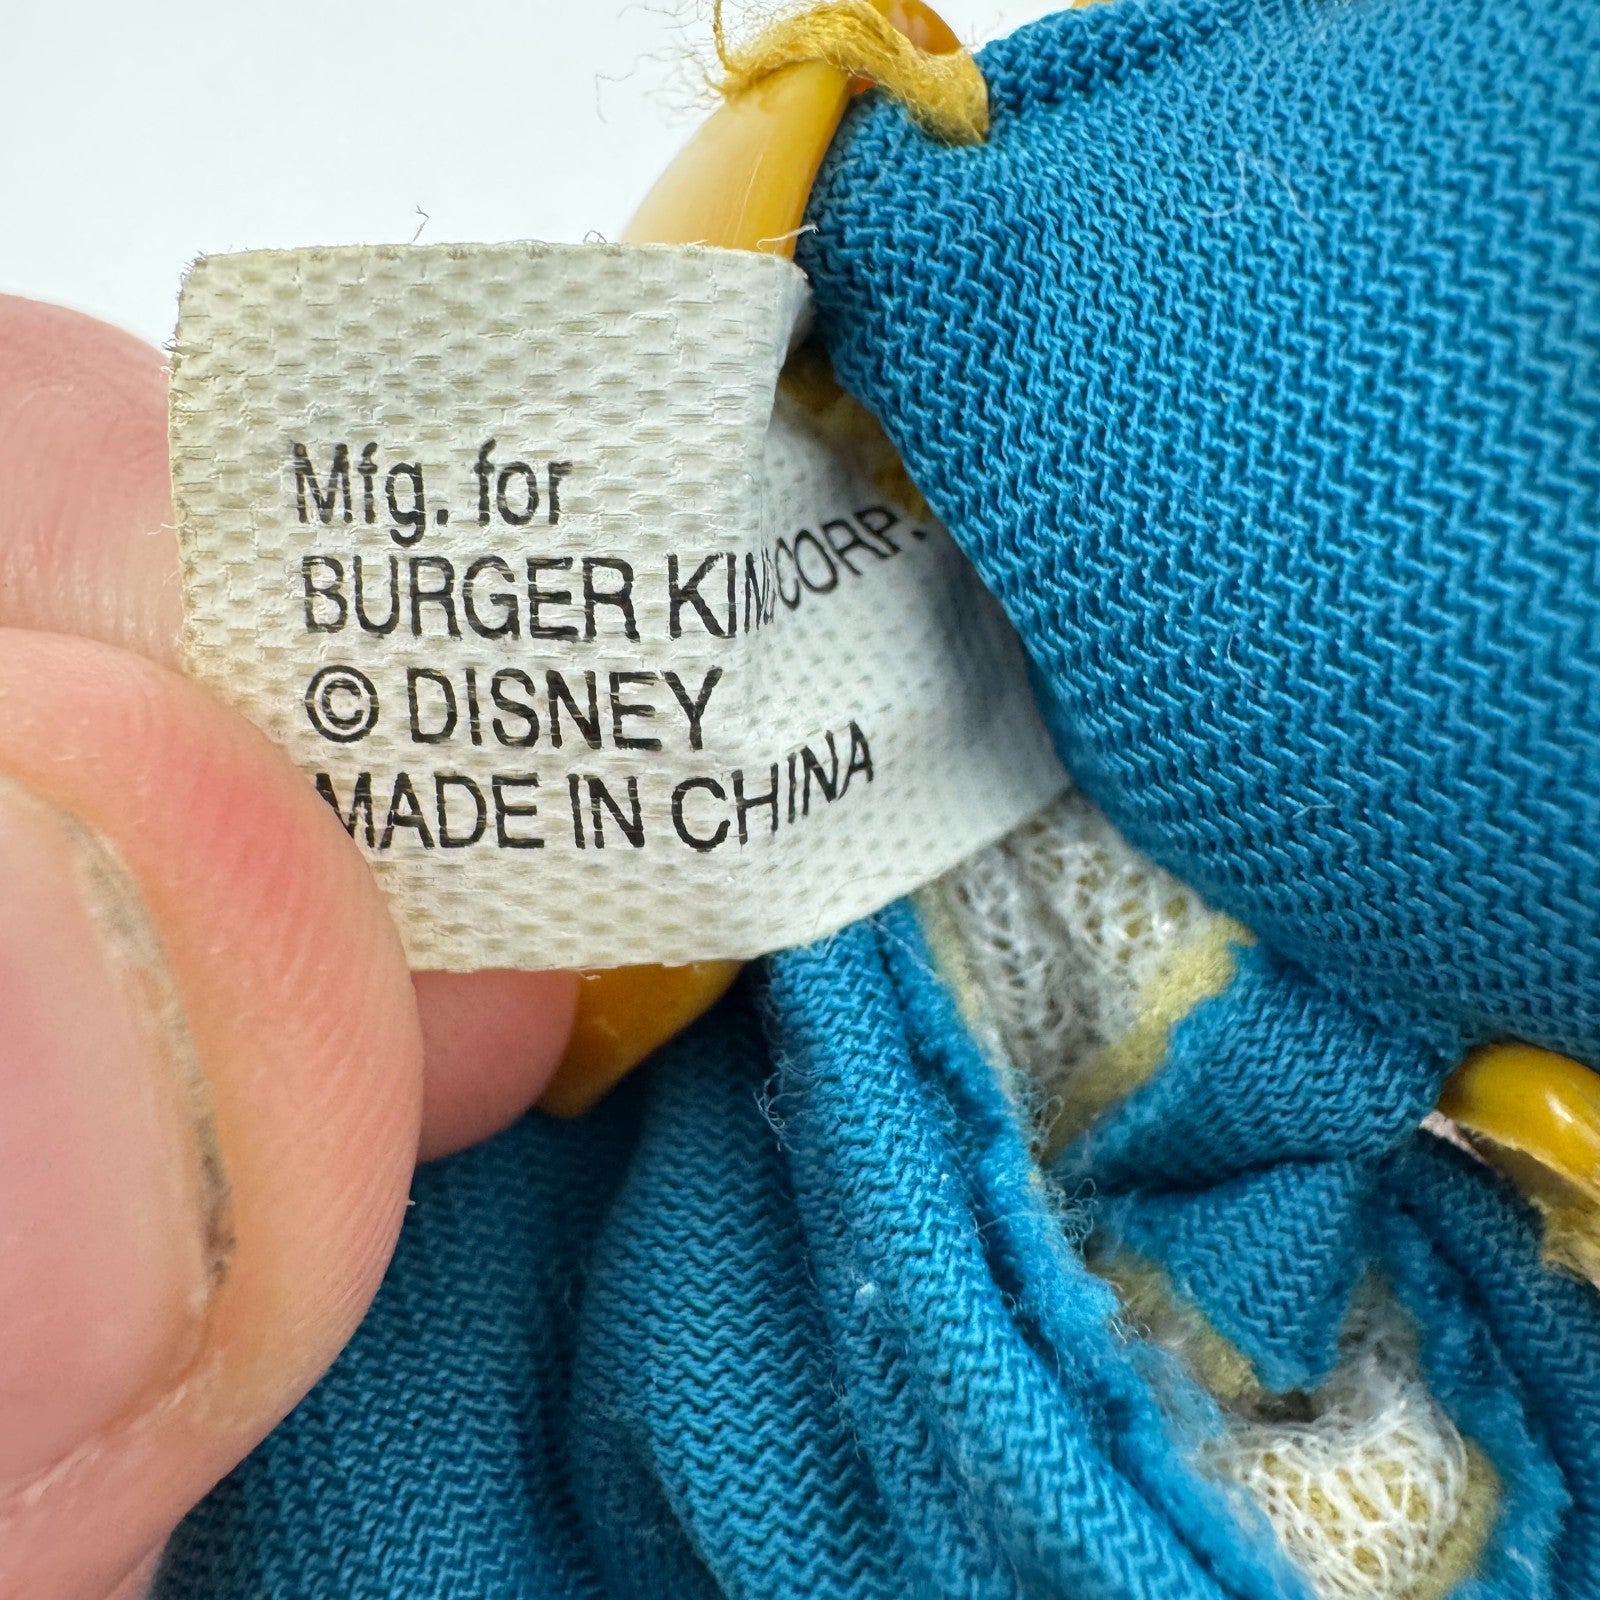 Mfg. for
BURGER KING CORP.
© DISNEY
MADE IN CHINA